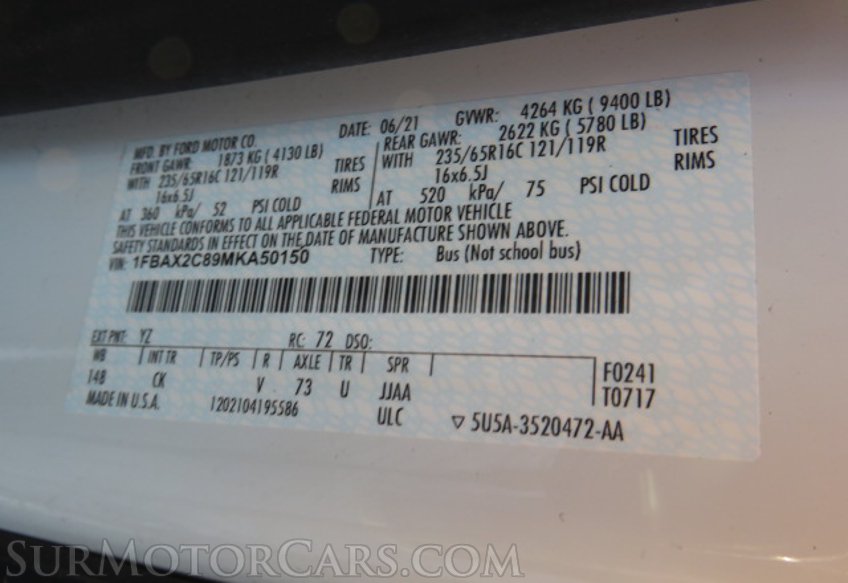 MFD. BY FORD MOTOR CO. DATE: 06/21 GVWR: 4264 KG ( 9400 LB)
FRONT GAWR: 1873 KG ( 4130 LB) REAR GAWR: 2622 KG ( 5780 LB)
WITH 235/65R16C 121/119R TIRES WITH 235/65R16C 121/119R TIRES
16x6.5J RIMS 16x6.5J RIMS
AT 360 kPa/ 52 PSI COLD AT 520 kPa/ 75 PSI COLD
THIS VEHICLE CONFORMS TO ALL APPLICABLE FEDERAL MOTOR VEHICLE
SAFETY STANDARDS IN EFFECT ON THE DATE OF MANUFACTURE SHOWN ABOVE.
VIN: 1FBAX2C89MKA50150 TYPE: Bus (Not school bus)
EXT PNT: YZ RC: 72 DSO:
WB INT TR TP/PS R AXLE TR SPR F0241
148 CK V 73 U JJAA T0717
MADE IN U.S.A. 1202104195586 ULC ▽ 5U5A-3520472-AA
SURMOTORCARS.COM